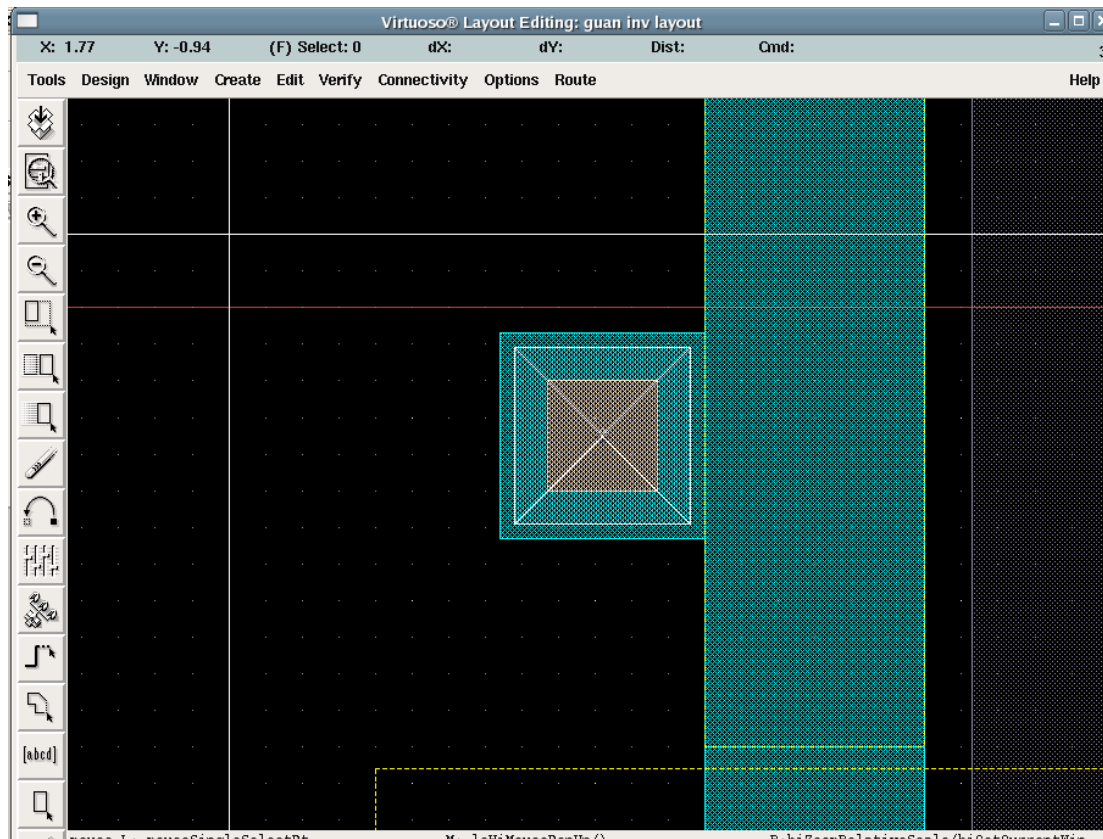 Virtuoso® Layout Editing: guan inv layout
X: 1.77 Y: -0.94 (F) Select: 0 dX: dY: Dist: Cmd:
Tools Design Window Create Edit Verify Connectivity Options Route Help
[abcd]
mouse L: mouseSingleSelectPt M: leHiMousePopUp() R:hiZoomRelativeScale(hiGetCurrentWin